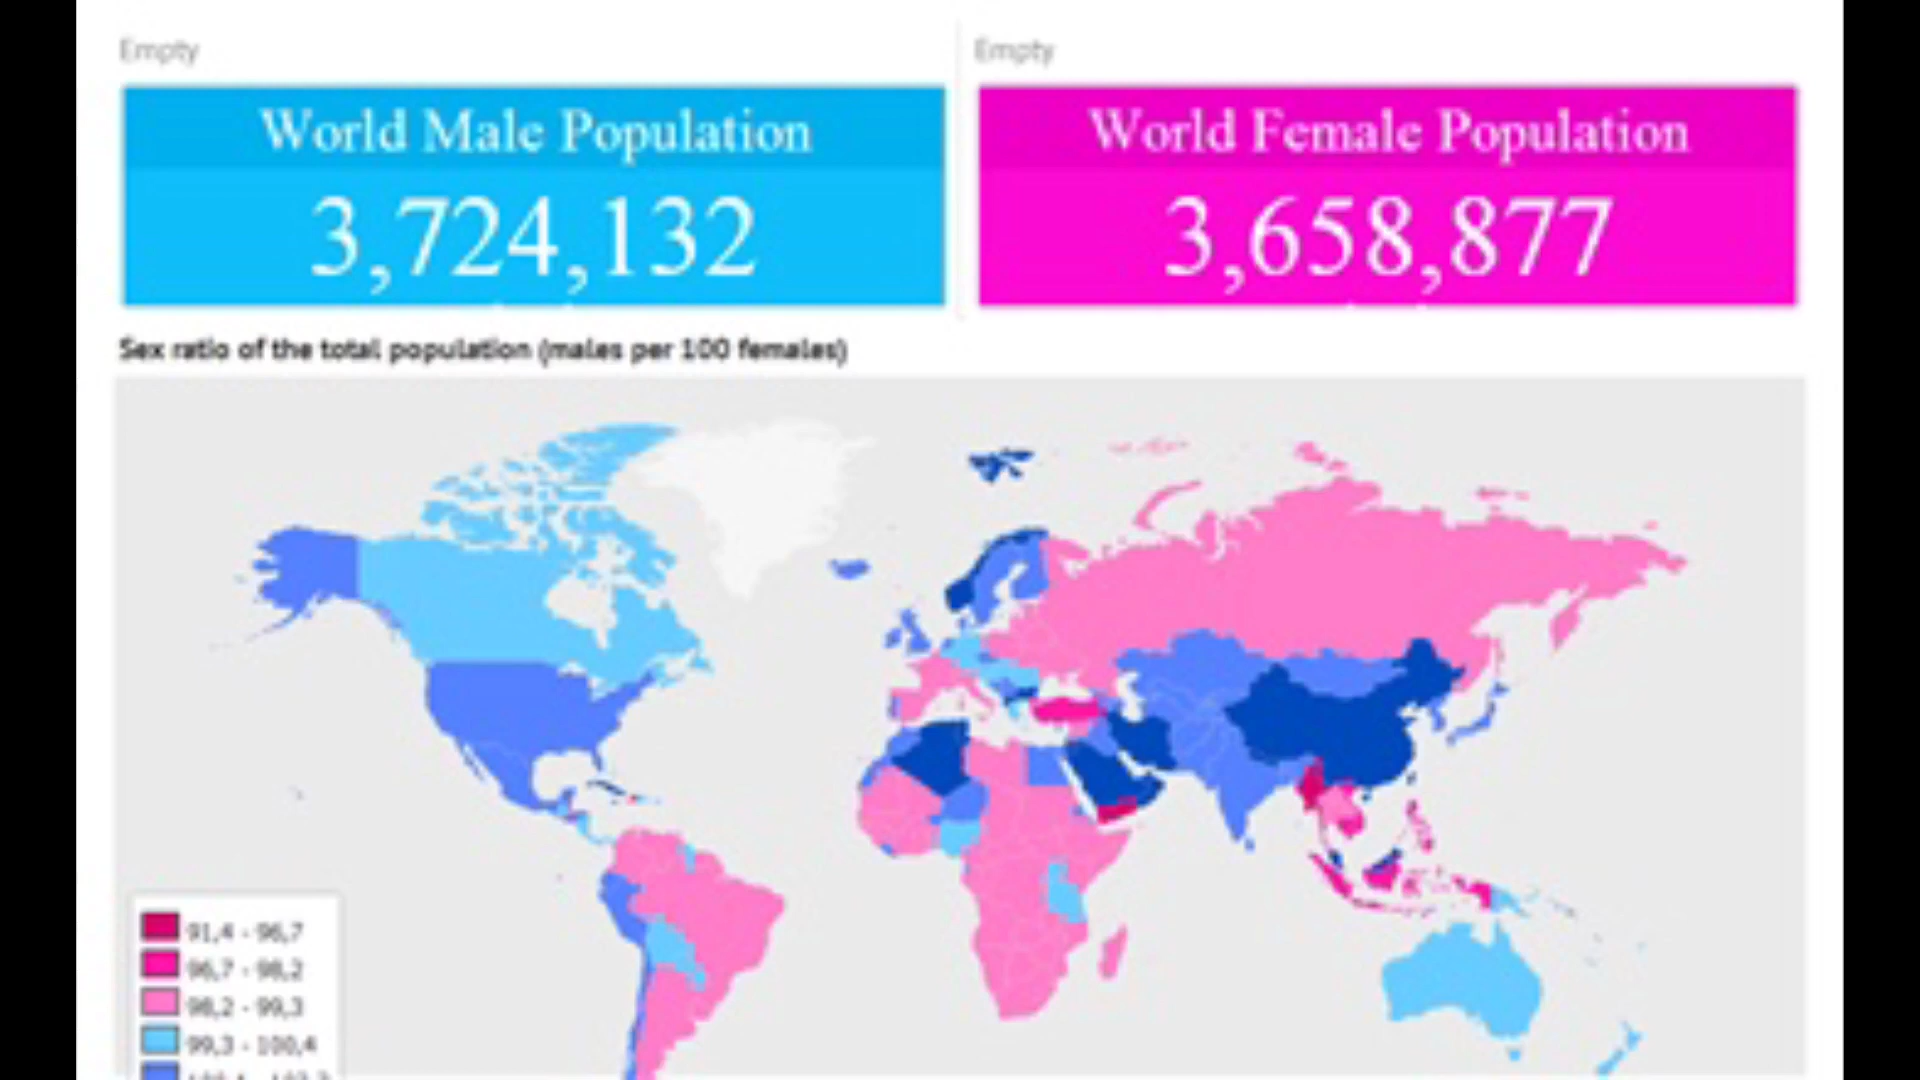 Empty
Empty
World Male Population
World Female Population
3,724,132
3,658,877
Sex ratio of the total population (males per 100 females)
91,4 - 96,7
96,7 - 98,2
98,2 - 99,3
99,3 - 100,4